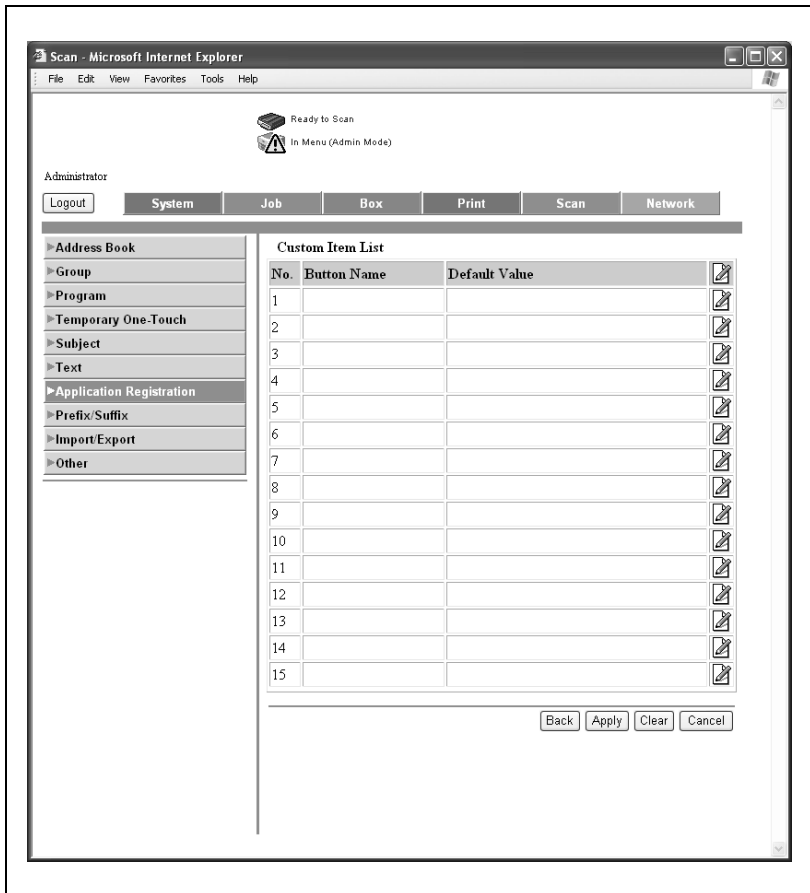 Scan - Microsoft Internet Explorer
File Edit View Favorites Tools Help
Ready to Scan
In Menu (Admin Mode)
Administrator
Logout System Job Box Print Scan Network
Address Book
Group
Program
Temporary One-Touch
Subject
Text
Application Registration
Prefix/Suffix
Import/Export
Other
Custom Item List
No. Button Name Default Value
1
2
3
4
5
6
7
8
9
10
11
12
13
14
15
Back Apply Clear Cancel